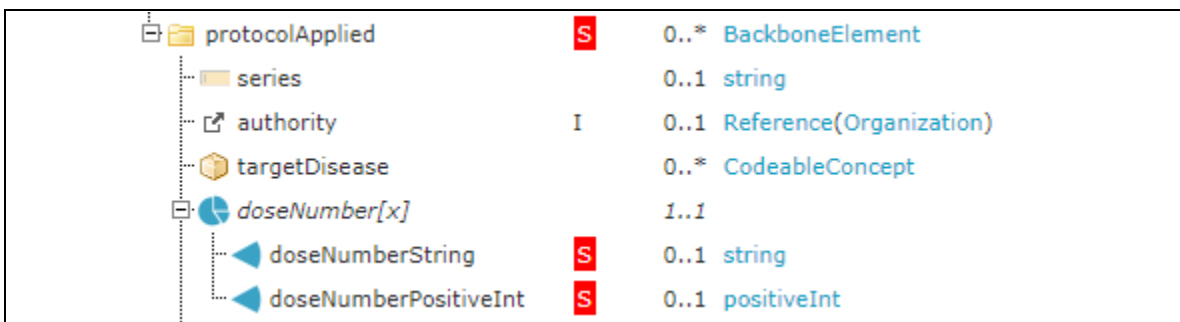 protocolApplied S 0..* BackboneElement
series 0..1 string
authority I 0..1 Reference(Organization)
targetDisease 0..* CodeableConcept
doseNumber[x] 1..1
doseNumberString S 0..1 string
doseNumberPositiveInt S 0..1 positiveInt